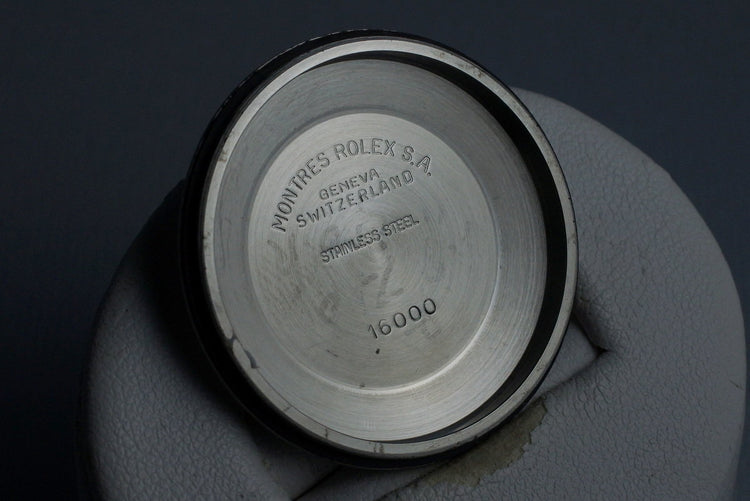 MONTRES ROLEX S.A.
GENEVA
SWITZERLAND
STAINLESS STEEL
16000